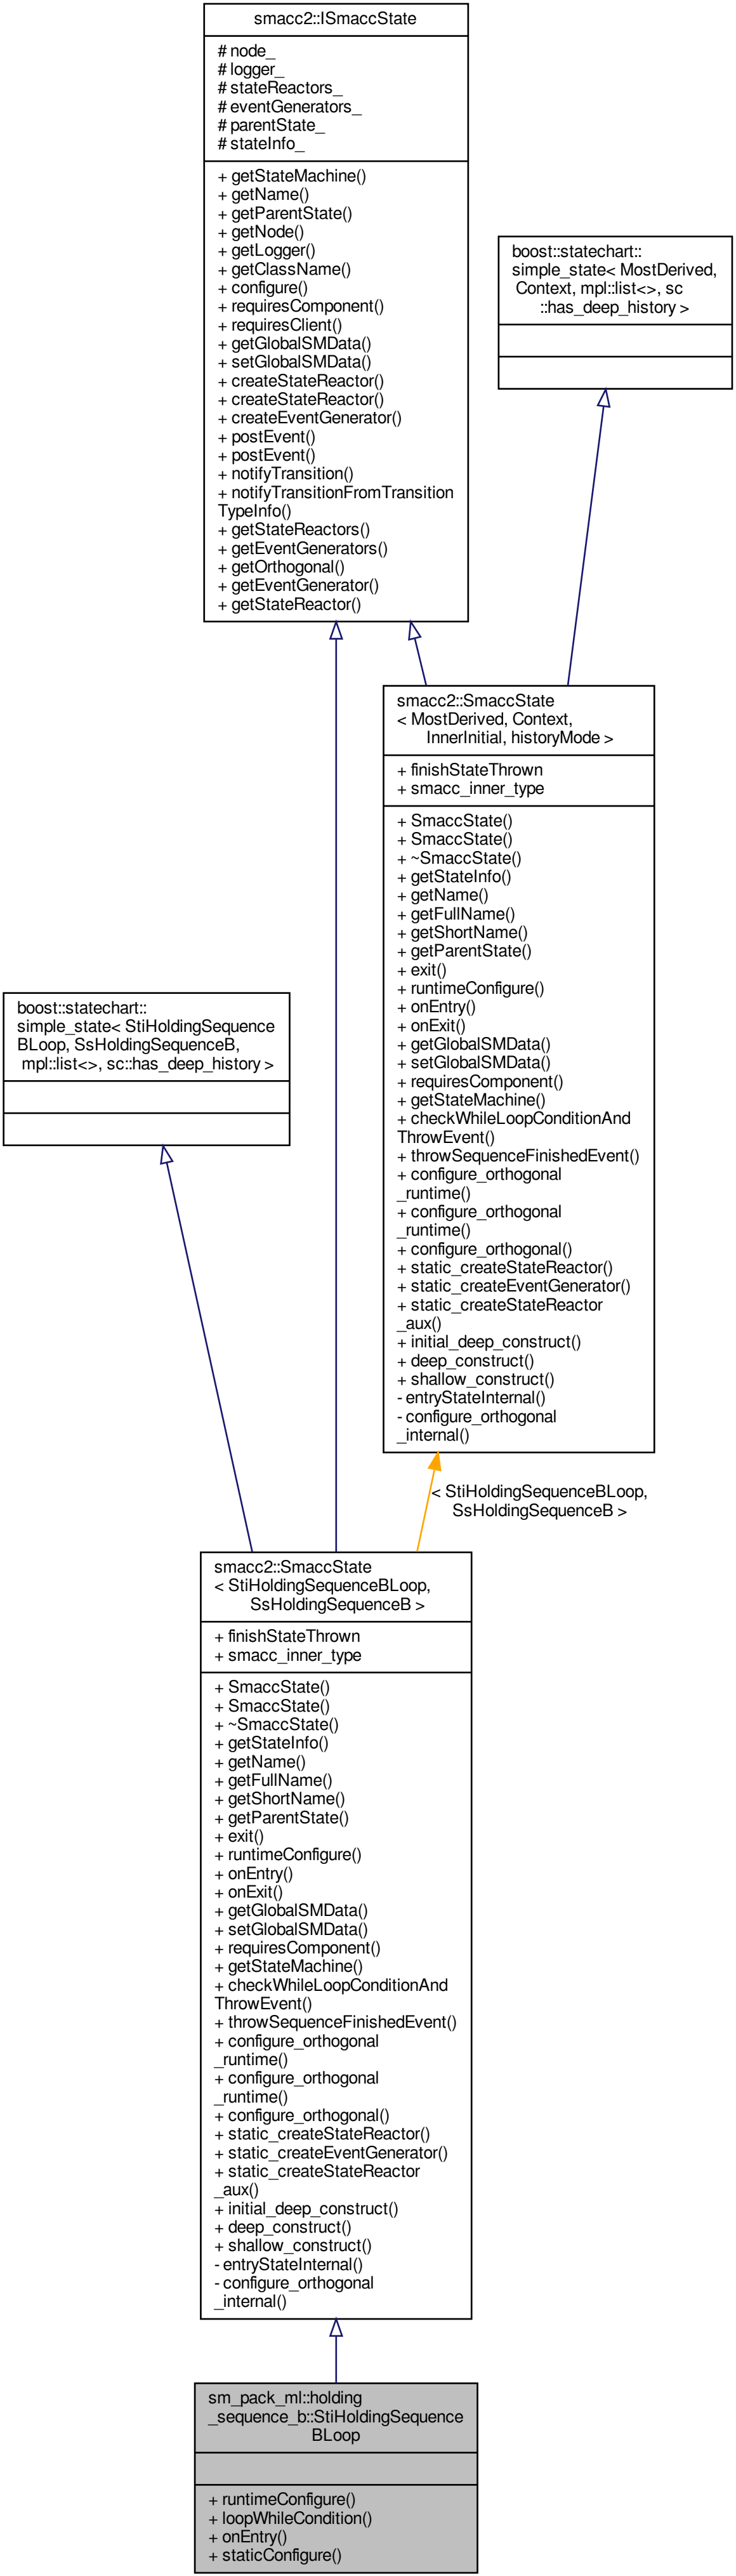 smacc2::ISmaccState
# node_
# logger_
# stateReactors_
# eventGenerators_
# parentState_
# stateInfo_
+ getStateMachine()
+ getName()
+ getParentState()
+ getNode()
+ getLogger()
+ getClassName()
+ configure()
+ requiresComponent()
+ requiresClient()
+ getGlobalSMData()
+ setGlobalSMData()
+ createStateReactor()
+ createStateReactor()
+ createEventGenerator()
+ postEvent()
+ postEvent()
+ notifyTransition()
+ notifyTransitionFromTransition
TypeInfo()
+ getStateReactors()
+ getEventGenerators()
+ getOrthogonal()
+ getEventGenerator()
+ getStateReactor()
boost::statechart::
simple_state< MostDerived,
Context, mpl::list<>, sc
::has_deep_history >
smacc2::SmaccState
< MostDerived, Context,
InnerInitial, historyMode >
+ finishStateThrown
+ smacc_inner_type
+ SmaccState()
+ SmaccState()
+ ~SmaccState()
+ getStateInfo()
+ getName()
+ getFullName()
+ getShortName()
+ getParentState()
+ exit()
+ runtimeConfigure()
+ onEntry()
+ onExit()
+ getGlobalSMData()
+ setGlobalSMData()
+ requiresComponent()
+ getStateMachine()
+ checkWhileLoopConditionAnd
ThrowEvent()
+ throwSequenceFinishedEvent()
+ configure_orthogonal
_runtime()
+ configure_orthogonal
_runtime()
+ configure_orthogonal()
+ static_createStateReactor()
+ static_createEventGenerator()
+ static_createStateReactor
_aux()
+ initial_deep_construct()
+ deep_construct()
+ shallow_construct()
- entryStateInternal()
- configure_orthogonal
_internal()
boost::statechart::
simple_state< StiHoldingSequence
BLoop, SsHoldingSequenceB,
mpl::list<>, sc::has_deep_history >
< StiHoldingSequenceBLoop,
SsHoldingSequenceB >
smacc2::SmaccState
< StiHoldingSequenceBLoop,
SsHoldingSequenceB >
+ finishStateThrown
+ smacc_inner_type
+ SmaccState()
+ SmaccState()
+ ~SmaccState()
+ getStateInfo()
+ getName()
+ getFullName()
+ getShortName()
+ getParentState()
+ exit()
+ runtimeConfigure()
+ onEntry()
+ onExit()
+ getGlobalSMData()
+ setGlobalSMData()
+ requiresComponent()
+ getStateMachine()
+ checkWhileLoopConditionAnd
ThrowEvent()
+ throwSequenceFinishedEvent()
+ configure_orthogonal
_runtime()
+ configure_orthogonal
_runtime()
+ configure_orthogonal()
+ static_createStateReactor()
+ static_createEventGenerator()
+ static_createStateReactor
_aux()
+ initial_deep_construct()
+ deep_construct()
+ shallow_construct()
- entryStateInternal()
- configure_orthogonal
_internal()
sm_pack_ml::holding
_sequence_b::StiHoldingSequence
BLoop
+ runtimeConfigure()
+ loopWhileCondition()
+ onEntry()
+ staticConfigure()